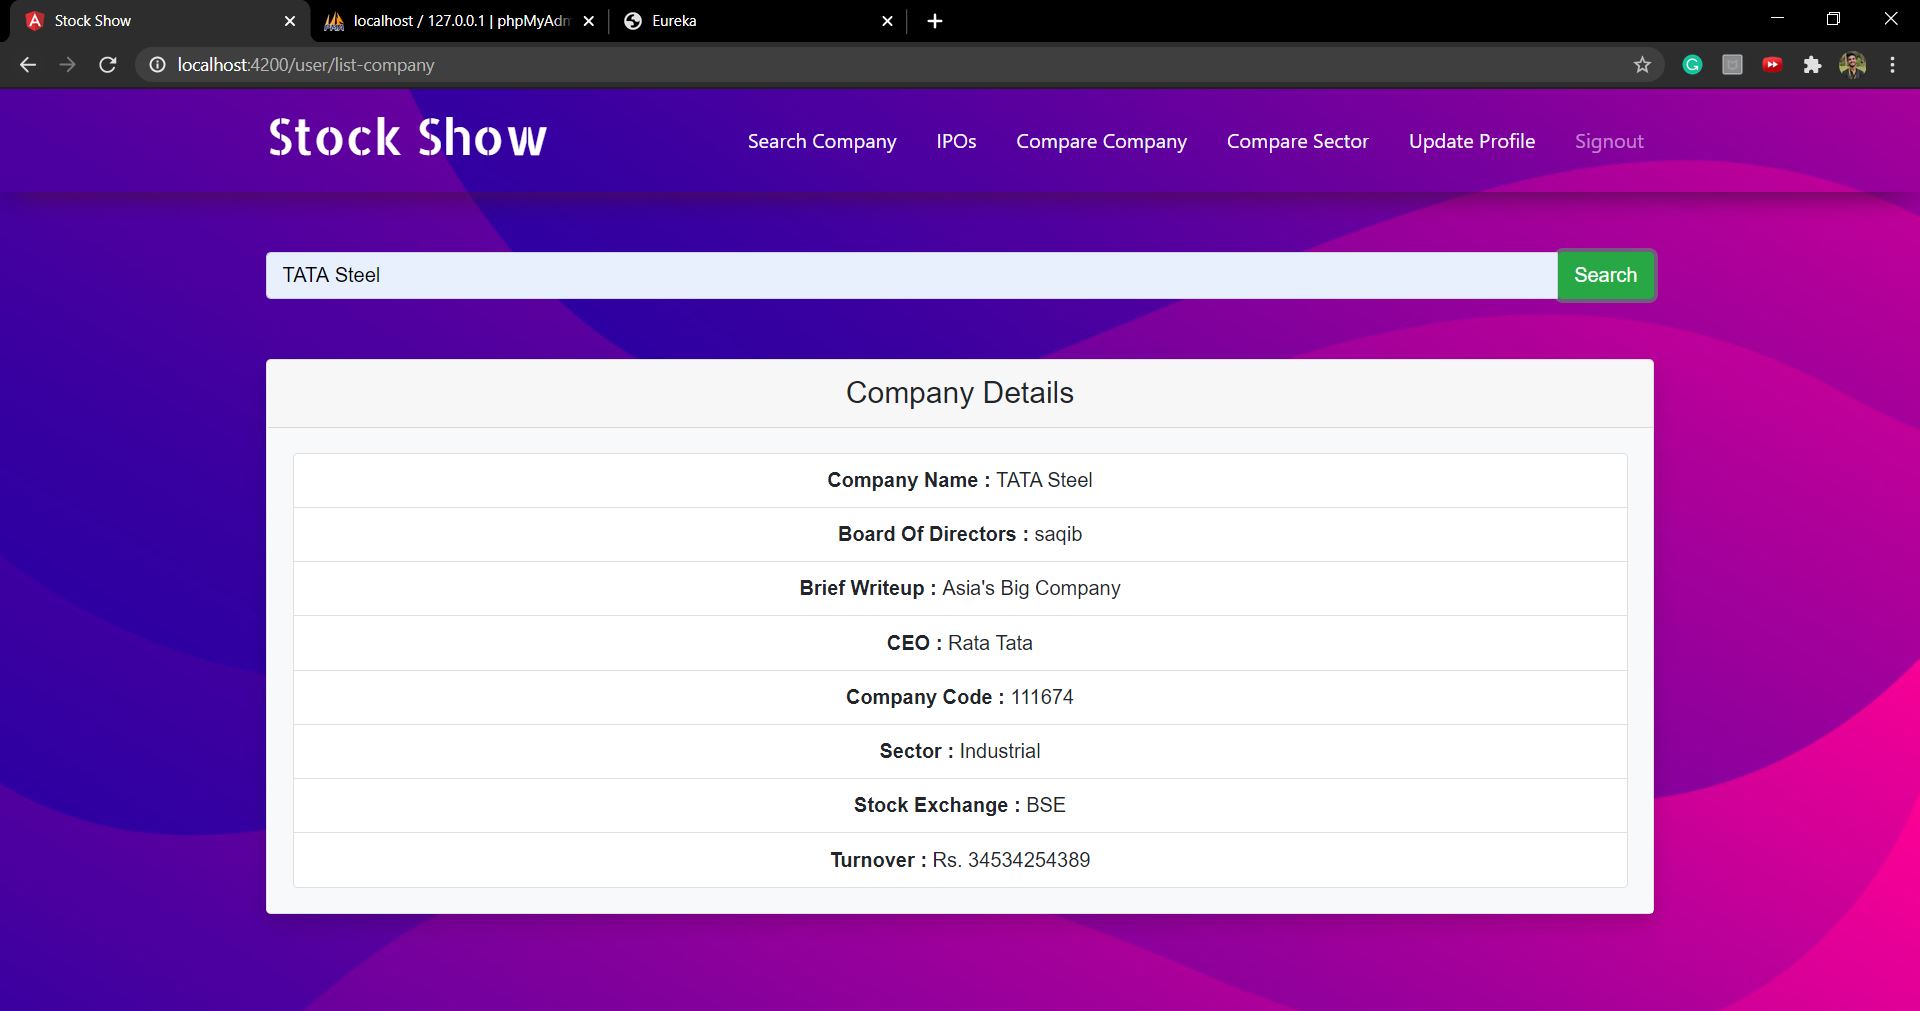 Stock Show
localhost / 127.0.0.1 | phpMyAdm
Eureka
localhost:4200/user/list-company
Stock Show
Search Company
IPOs
Compare Company
Compare Sector
Update Profile
Signout
TATA Steel
Search
Company Details
Company Name : TATA Steel
Board Of Directors : saqib
Brief Writeup : Asia's Big Company
CEO : Rata Tata
Company Code : 111674
Sector : Industrial
Stock Exchange : BSE
Turnover : Rs. 34534254389